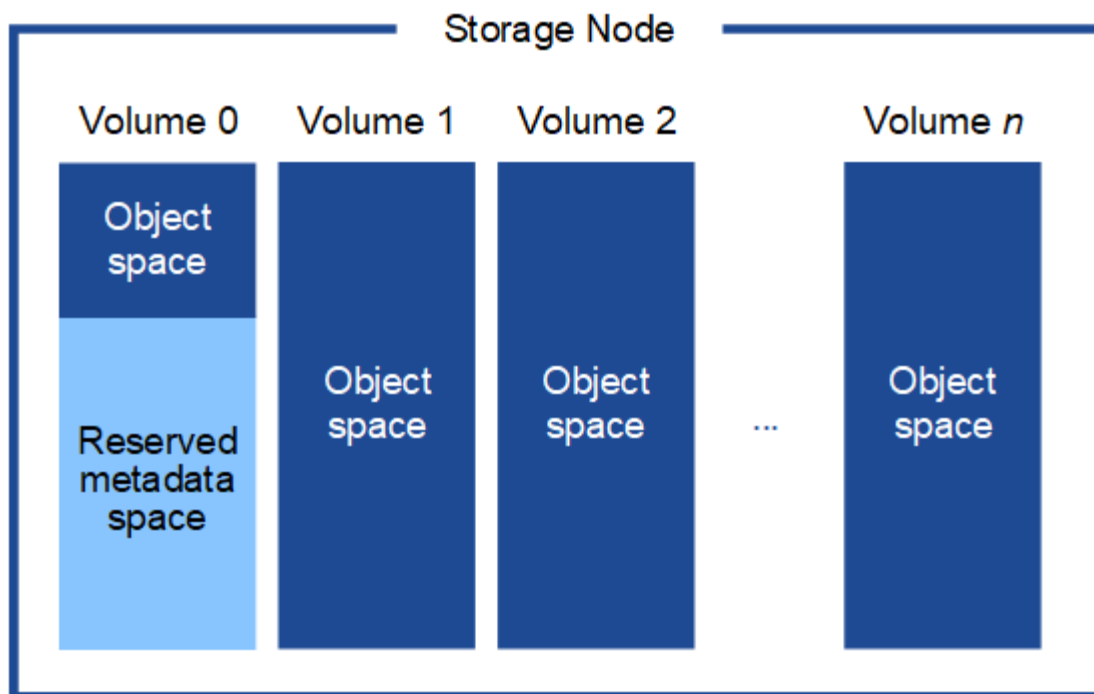 Storage Node
Volume 0
Volume 1
Volume 2
Volume n
Object
space
Reserved
metadata
space
Object
space
Object
space
...
Object
space